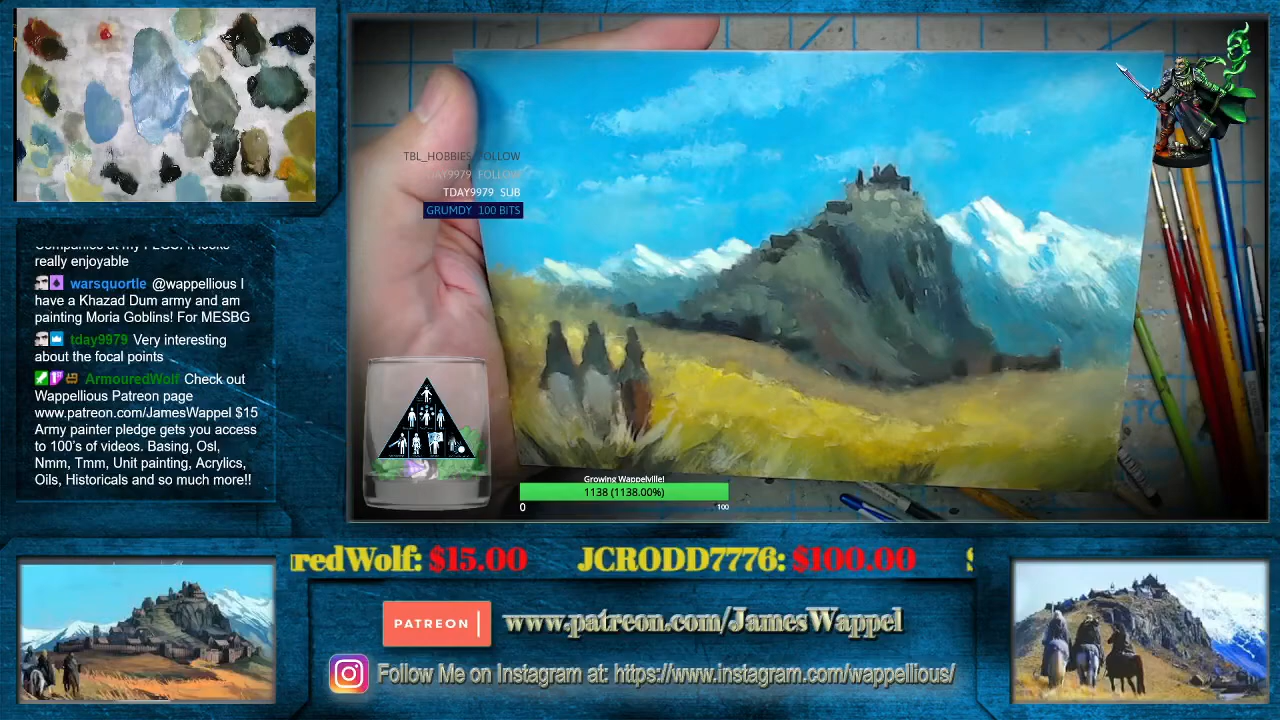 TBL_HOBBIES FOLLOW
TDAY9979 FOLLOW
TDAY9979 SUB
GRUMDY 100 BITS
Companies at my FLGS. It looks
really enjoyable
warsquortle @wappellious I
have a Khazad Dum army and am
painting Moria Goblins! For MESBG
tday9979 Very interesting
about the focal points
ArmouredWolf Check out
Wappellious Patreon page
www.patreon.com/JamesWappel $15
Army painter pledge gets you access
to 100's of videos. Basing, Osl,
Nmm, Tmm, Unit painting, Acrylics,
Oils, Historicals and so much more!!
Growing Wappelville!
1138 (1138.00%)
0 100
redWolf: $15.00 JCRODD7776: $100.00
PATREON www.patreon.com/JamesWappel
Follow Me on Instagram at: https://www.instagram.com/wappellious/